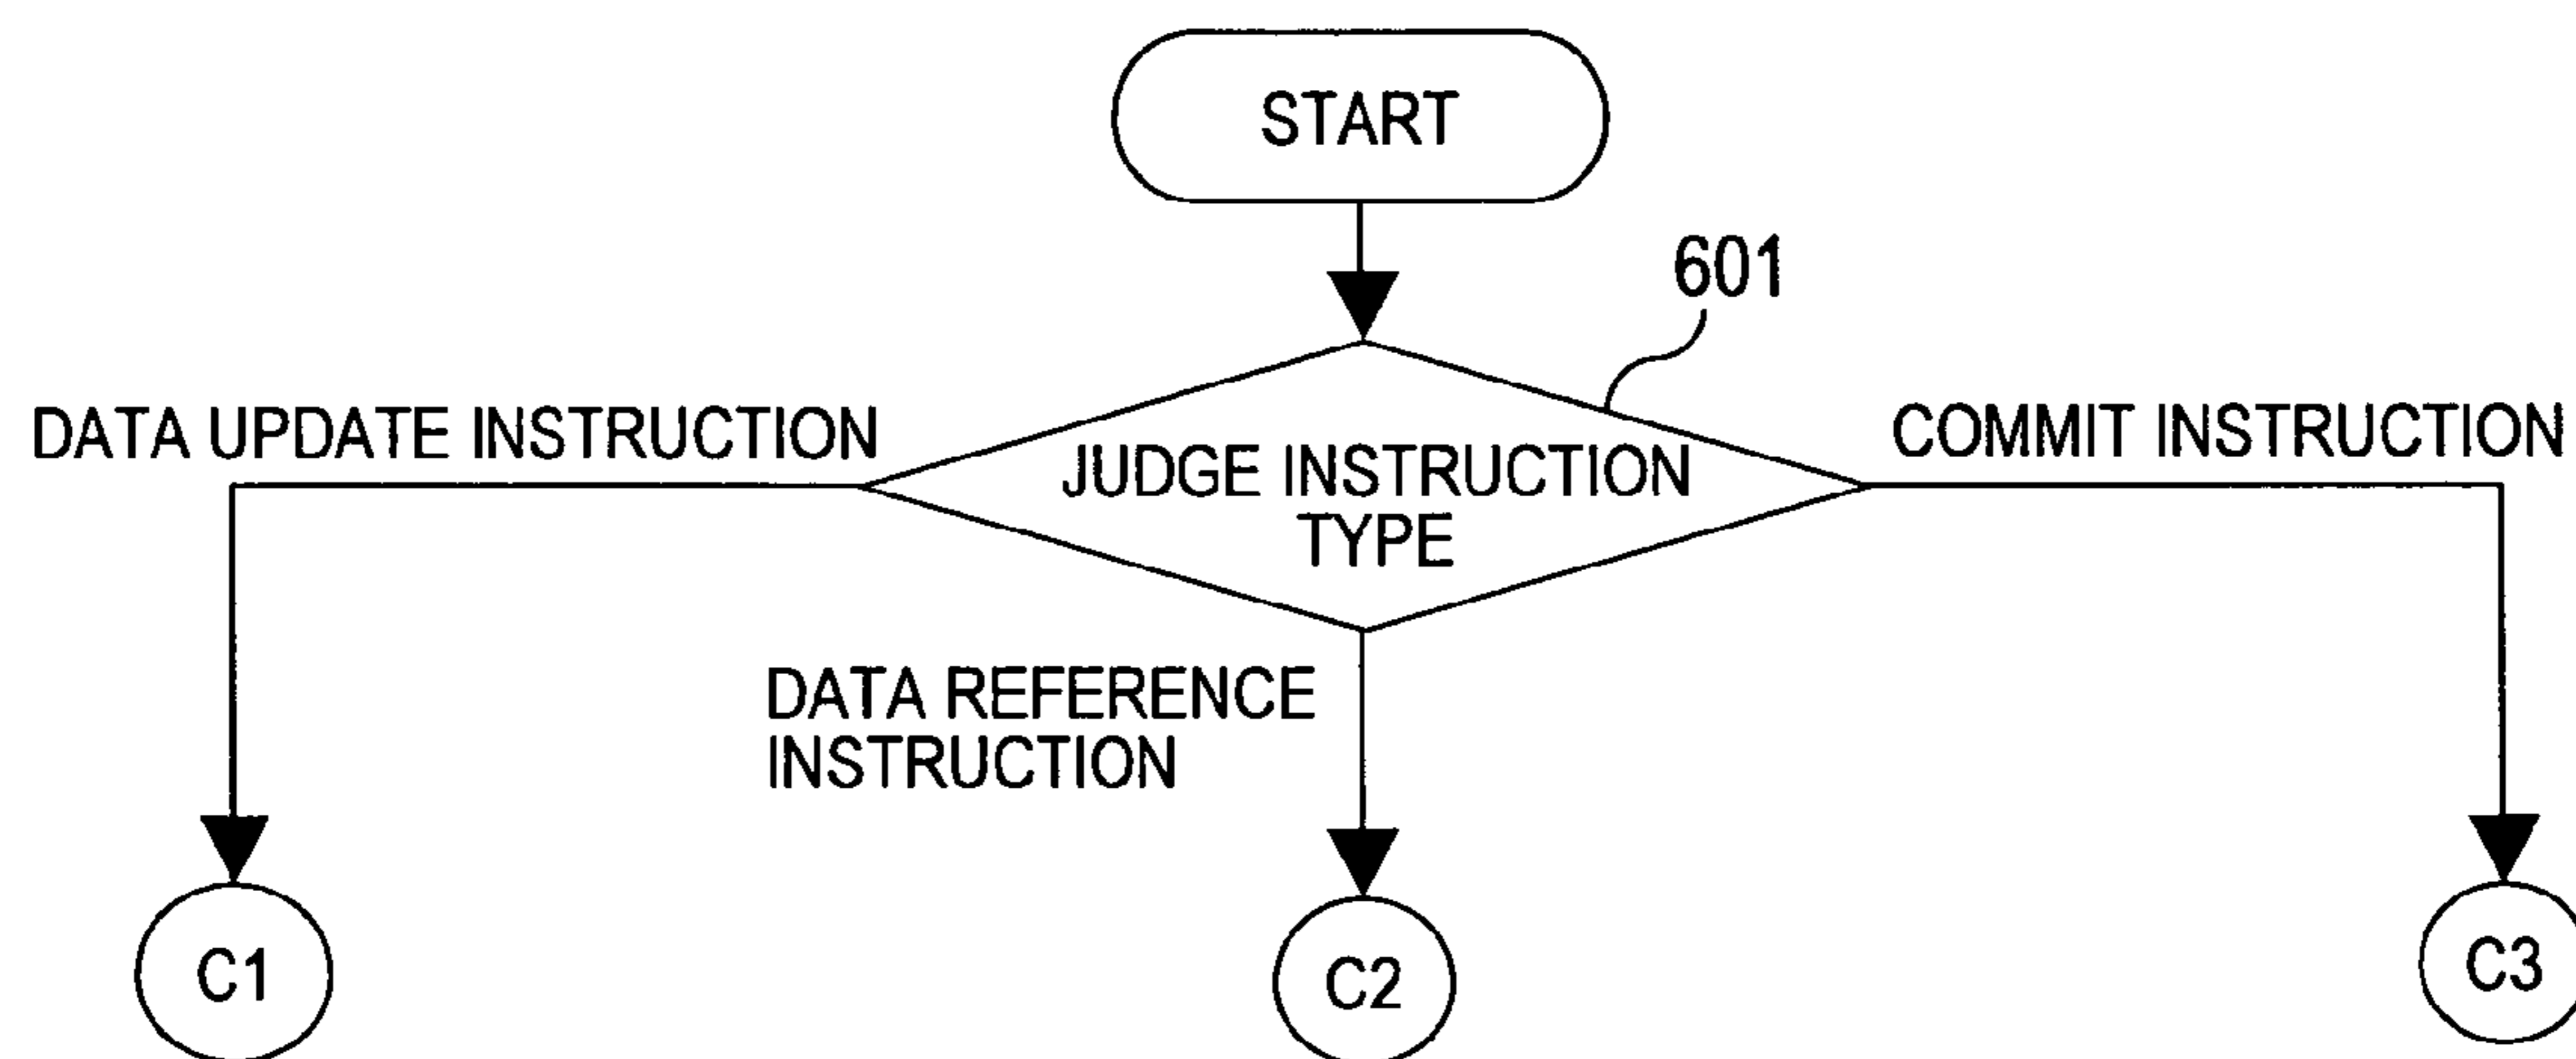 START
601
DATA UPDATE INSTRUCTION
COMMIT INSTRUCTION
JUDGE INSTRUCTION
TYPE
DATA REFERENCE
INSTRUCTION
C1
C2
C3